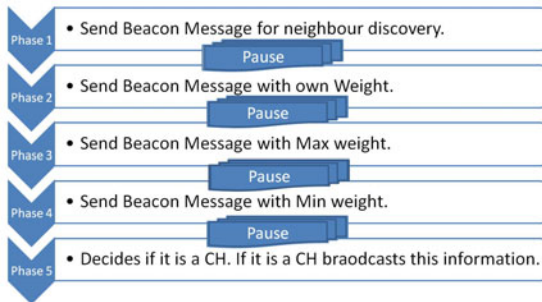 Phase 1
• Send Beacon Message for neighbour discovery.
Pause
Phase 2
• Send Beacon Message with own Weight.
Pause
Phase 3
• Send Beacon Message with Max weight.
Pause
Phase 4
• Send Beacon Message with Min weight.
Pause
Phase 5
• Decides if it is a CH. If it is a CH braodcasts this information.